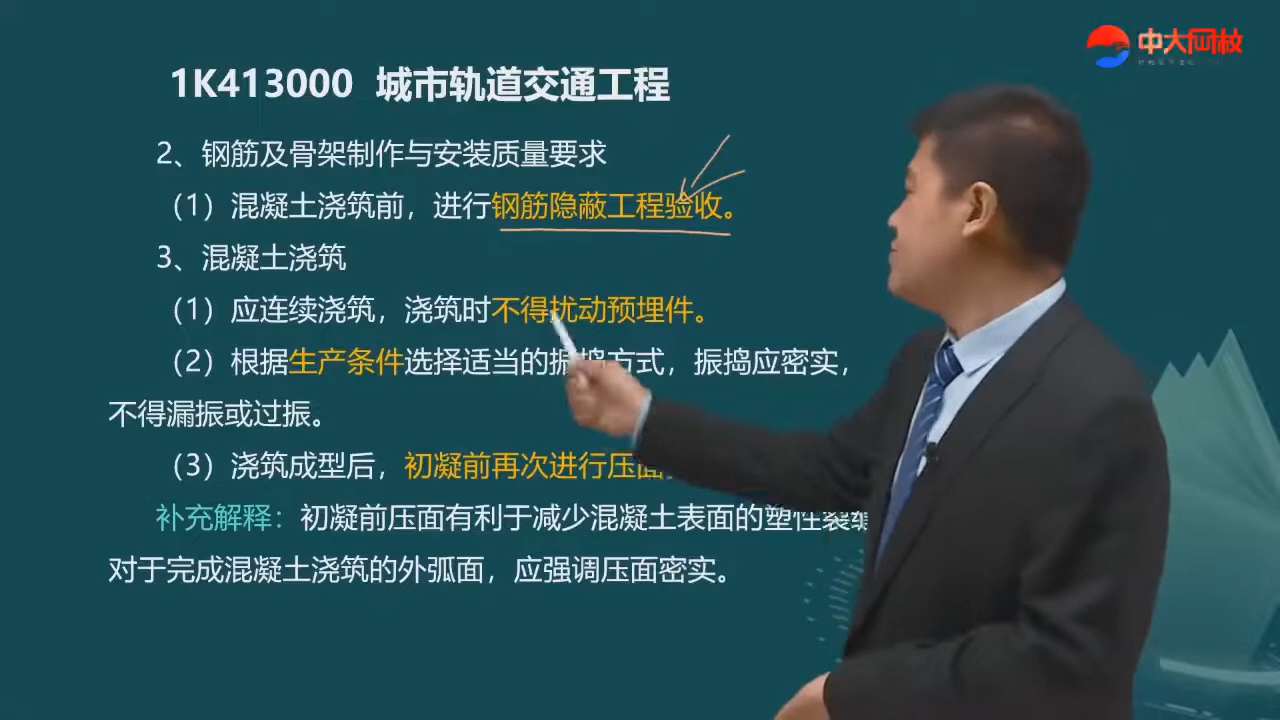 中大网校
1K413000 城市轨道交通工程
2、钢筋及骨架制作与安装质量要求
（1）混凝土浇筑前，进行钢筋隐蔽工程验收。
3、混凝土浇筑
（1）应连续浇筑，浇筑时不得扰动预埋件。
（2）根据生产条件选择适当的振捣方式，振捣应密实，
不得漏振或过振。
（3）浇筑成型后，初凝前再次进行压面
补充解释：初凝前压面有利于减少混凝土表面的塑性裂缝
对于完成混凝土浇筑的外弧面，应强调压面密实。